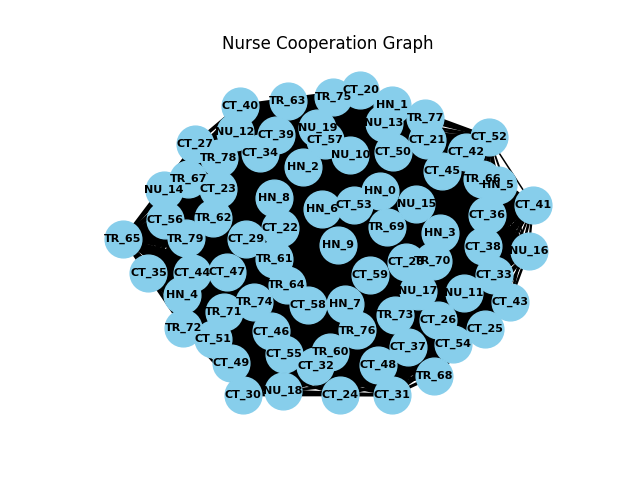 Nurse Cooperation Graph
CT_20
TR_75
TR_63
CT_40
HN_1
TR_77
NU_13
NU_19
NU_12
CT_39
CT_52
CT_57
CT_21
CT_27
CT_34
TR_78
NU_10
CT_50
CT_42
HN_2
CT_45
TR_67
TR_66
HN_5
NU_14
CT_23
HN_0
HN_8
CT_53
NU_15
CT_41
HN_6
CT_36
CT_56
TR_62
CT_22
TR_69
HN_3
TR_65
TR_79
CT_29
HN_9
CT_38
NU_16
TR_61
TR_70
CT_35
CT_44
CT_47
CT_59
CT_33
TR_64
NU_17
NU_11
HN_4
TR_74
CT_58
HN_7
CT_43
TR_71
TR_73
CT_26
TR_72
CT_46
TR_76
CT_25
CT_51
CT_37
CT_54
CT_55
TR_60
CT_49
CT_32
CT_48
TR_68
CT_30
NU_18
CT_24
CT_31